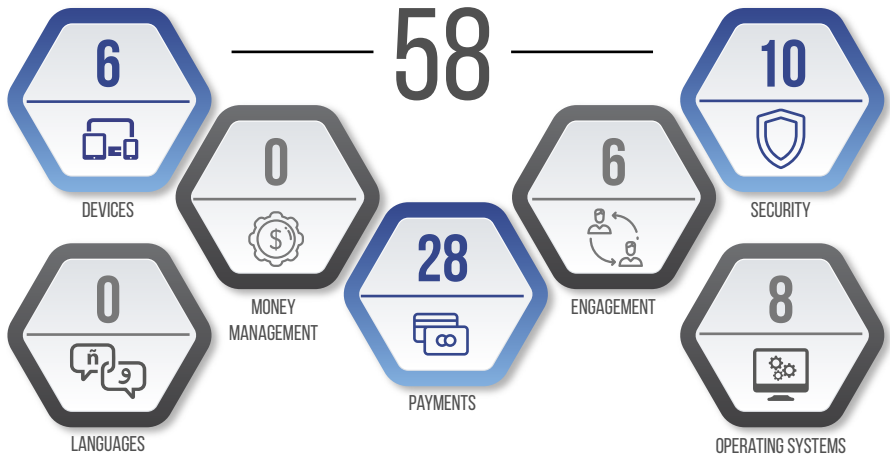 58
6
DEVICES
0
MONEY
MANAGEMENT
28
PAYMENTS
6
ENGAGEMENT
10
SECURITY
0
ñ
و
LANGUAGES
$
8
OPERATING SYSTEMS